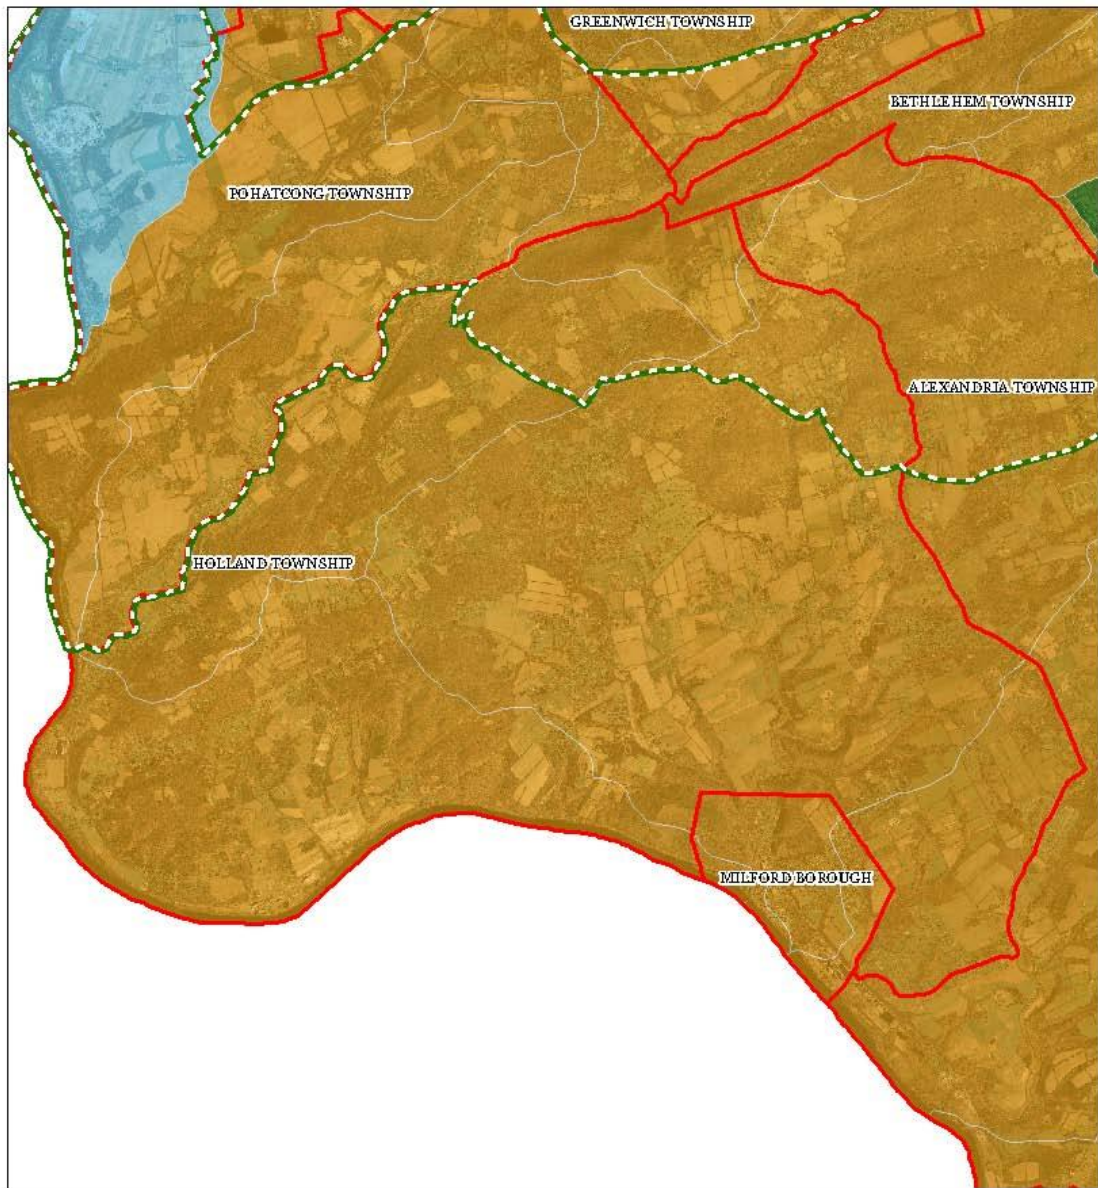 GREENWICH TOWNSHIP
BETHLEHEM TOWNSHIP
POHATCONG TOWNSHIP
ALEXANDRIA TOWNSHIP
HOLLAND TOWNSHIP
MILFORD BOROUGH